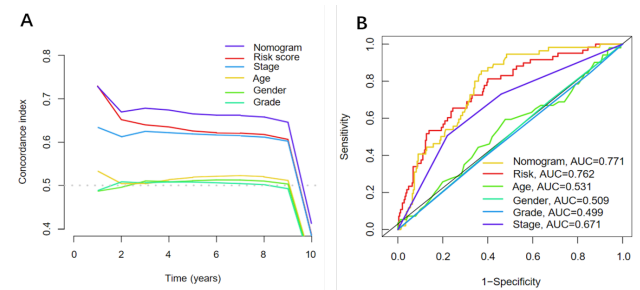 A
Concordance index
0.8
0.7
0.6
0.5
0.4
Nomogram
Risk score
Stage
Age
Gender
Grade
0 2 4 6 8 10
Time (years)
B
Sensitivity
1.0
0.8
0.6
0.4
0.2
0.0
Nomogram, AUC=0.771
Risk, AUC=0.762
Age, AUC=0.531
Gender, AUC=0.509
Grade, AUC=0.499
Stage, AUC=0.671
0.0 0.2 0.4 0.6 0.8 1.0
1−Specificity